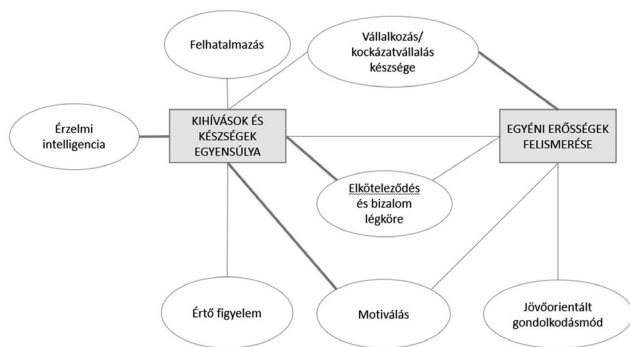 Felhatalmazás
Vállalkozás/
kockázatvállalás
készsége
Érzelmi
intelligencia
KIHÍVÁSOK ÉS
KÉSZSÉGEK
EGYENSÚLYA
EGYÉNI ERŐSSÉGEK
FELISMERÉSE
Elköteleződés
és bizalom
légköre
Értő figyelem
Motiválás
Jövőorientált
gondolkodásmód